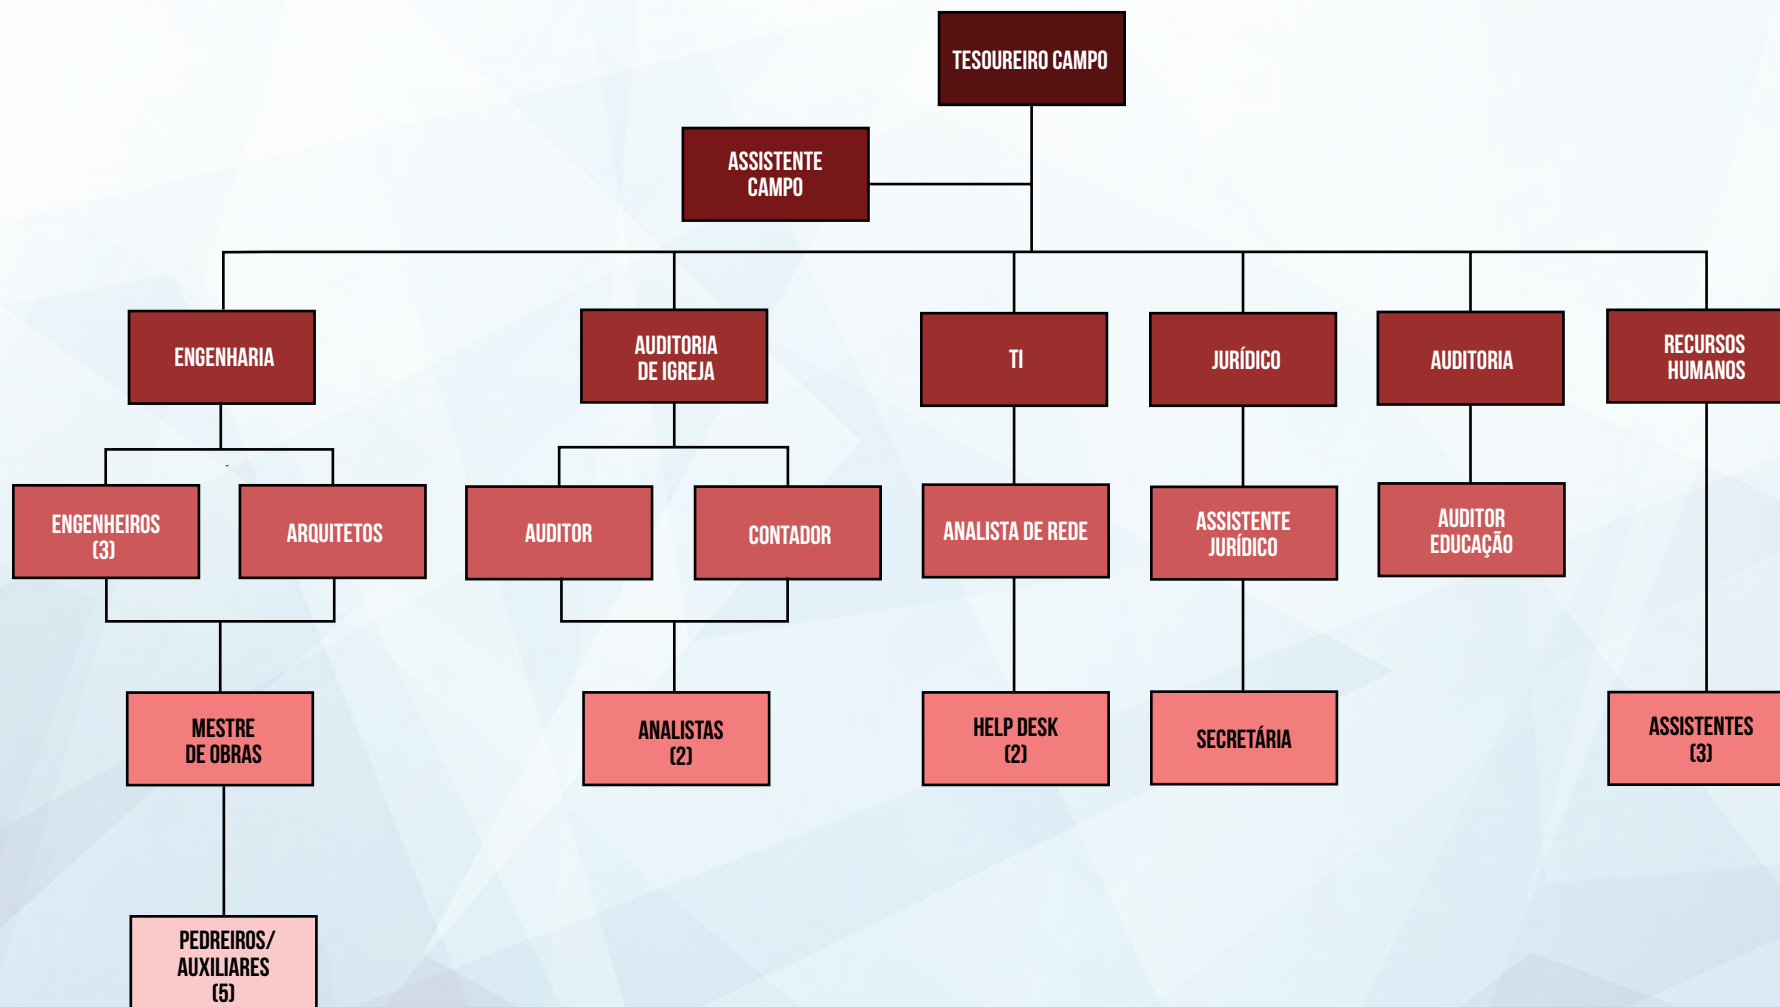 TESOUREIRO CAMPO
ASSISTENTE
CAMPO
ENGENHARIA
AUDITORIA
DE IGREJA
TI
JURÍDICO
AUDITORIA
RECURSOS
HUMANOS
ENGENHEIROS
(3)
ARQUITETOS
AUDITOR
CONTADOR
ANALISTA DE REDE
ASSISTENTE
JURÍDICO
AUDITOR
EDUCAÇÃO
MESTRE
DE OBRAS
ANALISTAS
(2)
HELP DESK
(2)
SECRETÁRIA
ASSISTENTES
(3)
PEDREIROS/
AUXILIARES
(5)